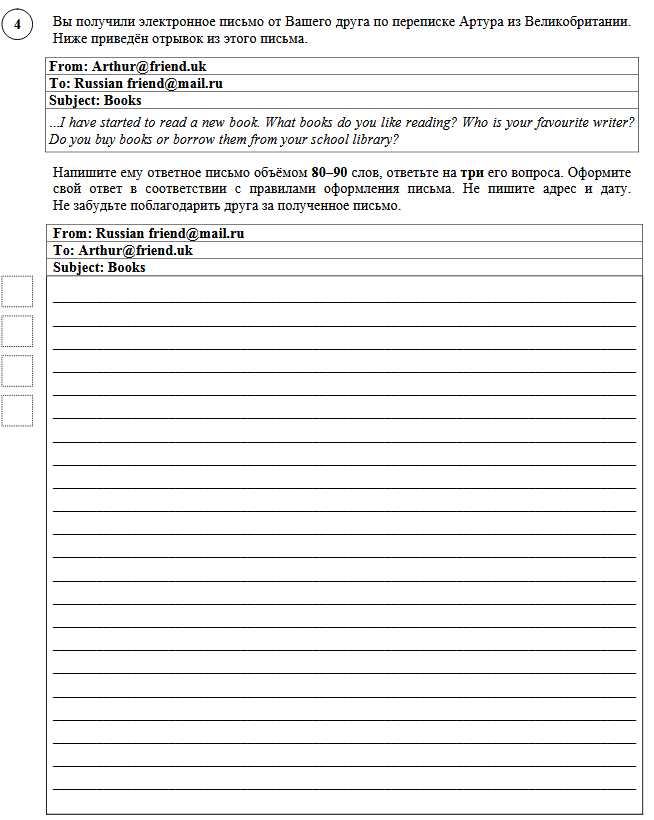 4
Вы получили электронное письмо от Вашего друга по переписке Артура из Великобритании.
Ниже приведён отрывок из этого письма.
From: Arthur@friend.uk
To: Russian friend@mail.ru
Subject: Books
...I have started to read a new book. What books do you like reading? Who is your favourite writer?
Do you buy books or borrow them from your school library?
Напишите ему ответное письмо объёмом 80–90 слов, ответьте на три его вопроса. Оформите
свой ответ в соответствии с правилами оформления письма. Не пишите адрес и дату.
Не забудьте поблагодарить друга за полученное письмо.
From: Russian friend@mail.ru
To: Arthur@friend.uk
Subject: Books